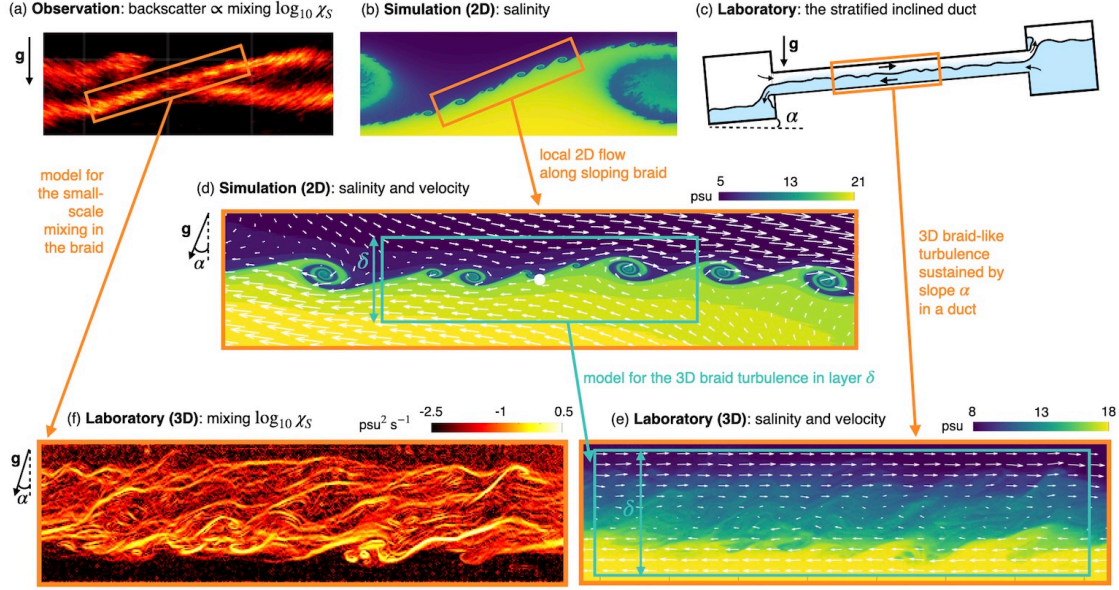 (a) Observation: backscatter ∝ mixing log₁₀ χ_S
(b) Simulation (2D): salinity
(c) Laboratory: the stratified inclined duct
g
g
α
model for
the small-
scale
mixing in
the braid
local 2D flow
along sloping braid
(d) Simulation (2D): salinity and velocity
psu
5
13
21
g
α
δ
3D braid-like
turbulence
sustained by
slope α
in a duct
model for the 3D braid turbulence in layer δ
(f) Laboratory (3D): mixing log₁₀ χ_S
psu² s⁻¹
-2.5
-1
0.5
(e) Laboratory (3D): salinity and velocity
psu
8
13
18
g
α
δ